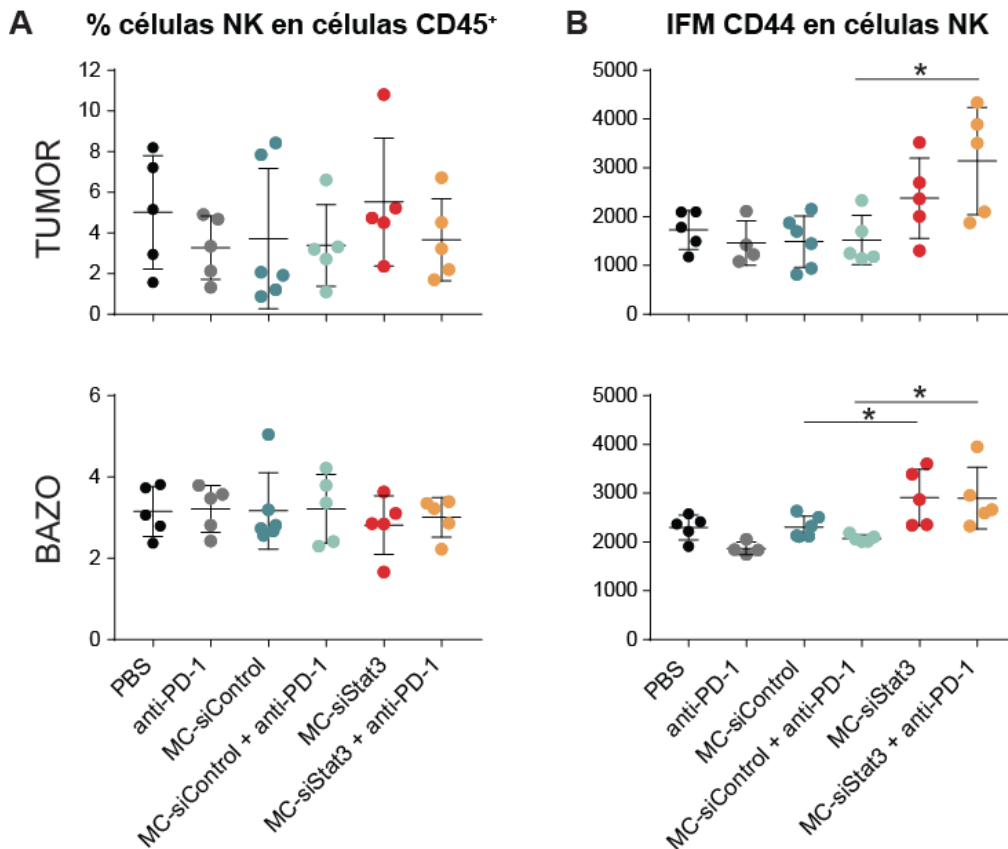 A % células NK en células CD45⁺
TUMOR
12
10
8
6
4
2
0
BAZO
6
4
2
0
PBS
anti-PD-1
MC-siControl
MC-siControl + anti-PD-1
MC-siStat3
MC-siStat3 + anti-PD-1
B IFM CD44 en células NK
5000
4000
3000
2000
1000
0
*
5000
4000
3000
2000
1000
0
*
*
PBS
anti-PD-1
MC-siControl
MC-siControl + anti-PD-1
MC-siStat3
MC-siStat3 + anti-PD-1